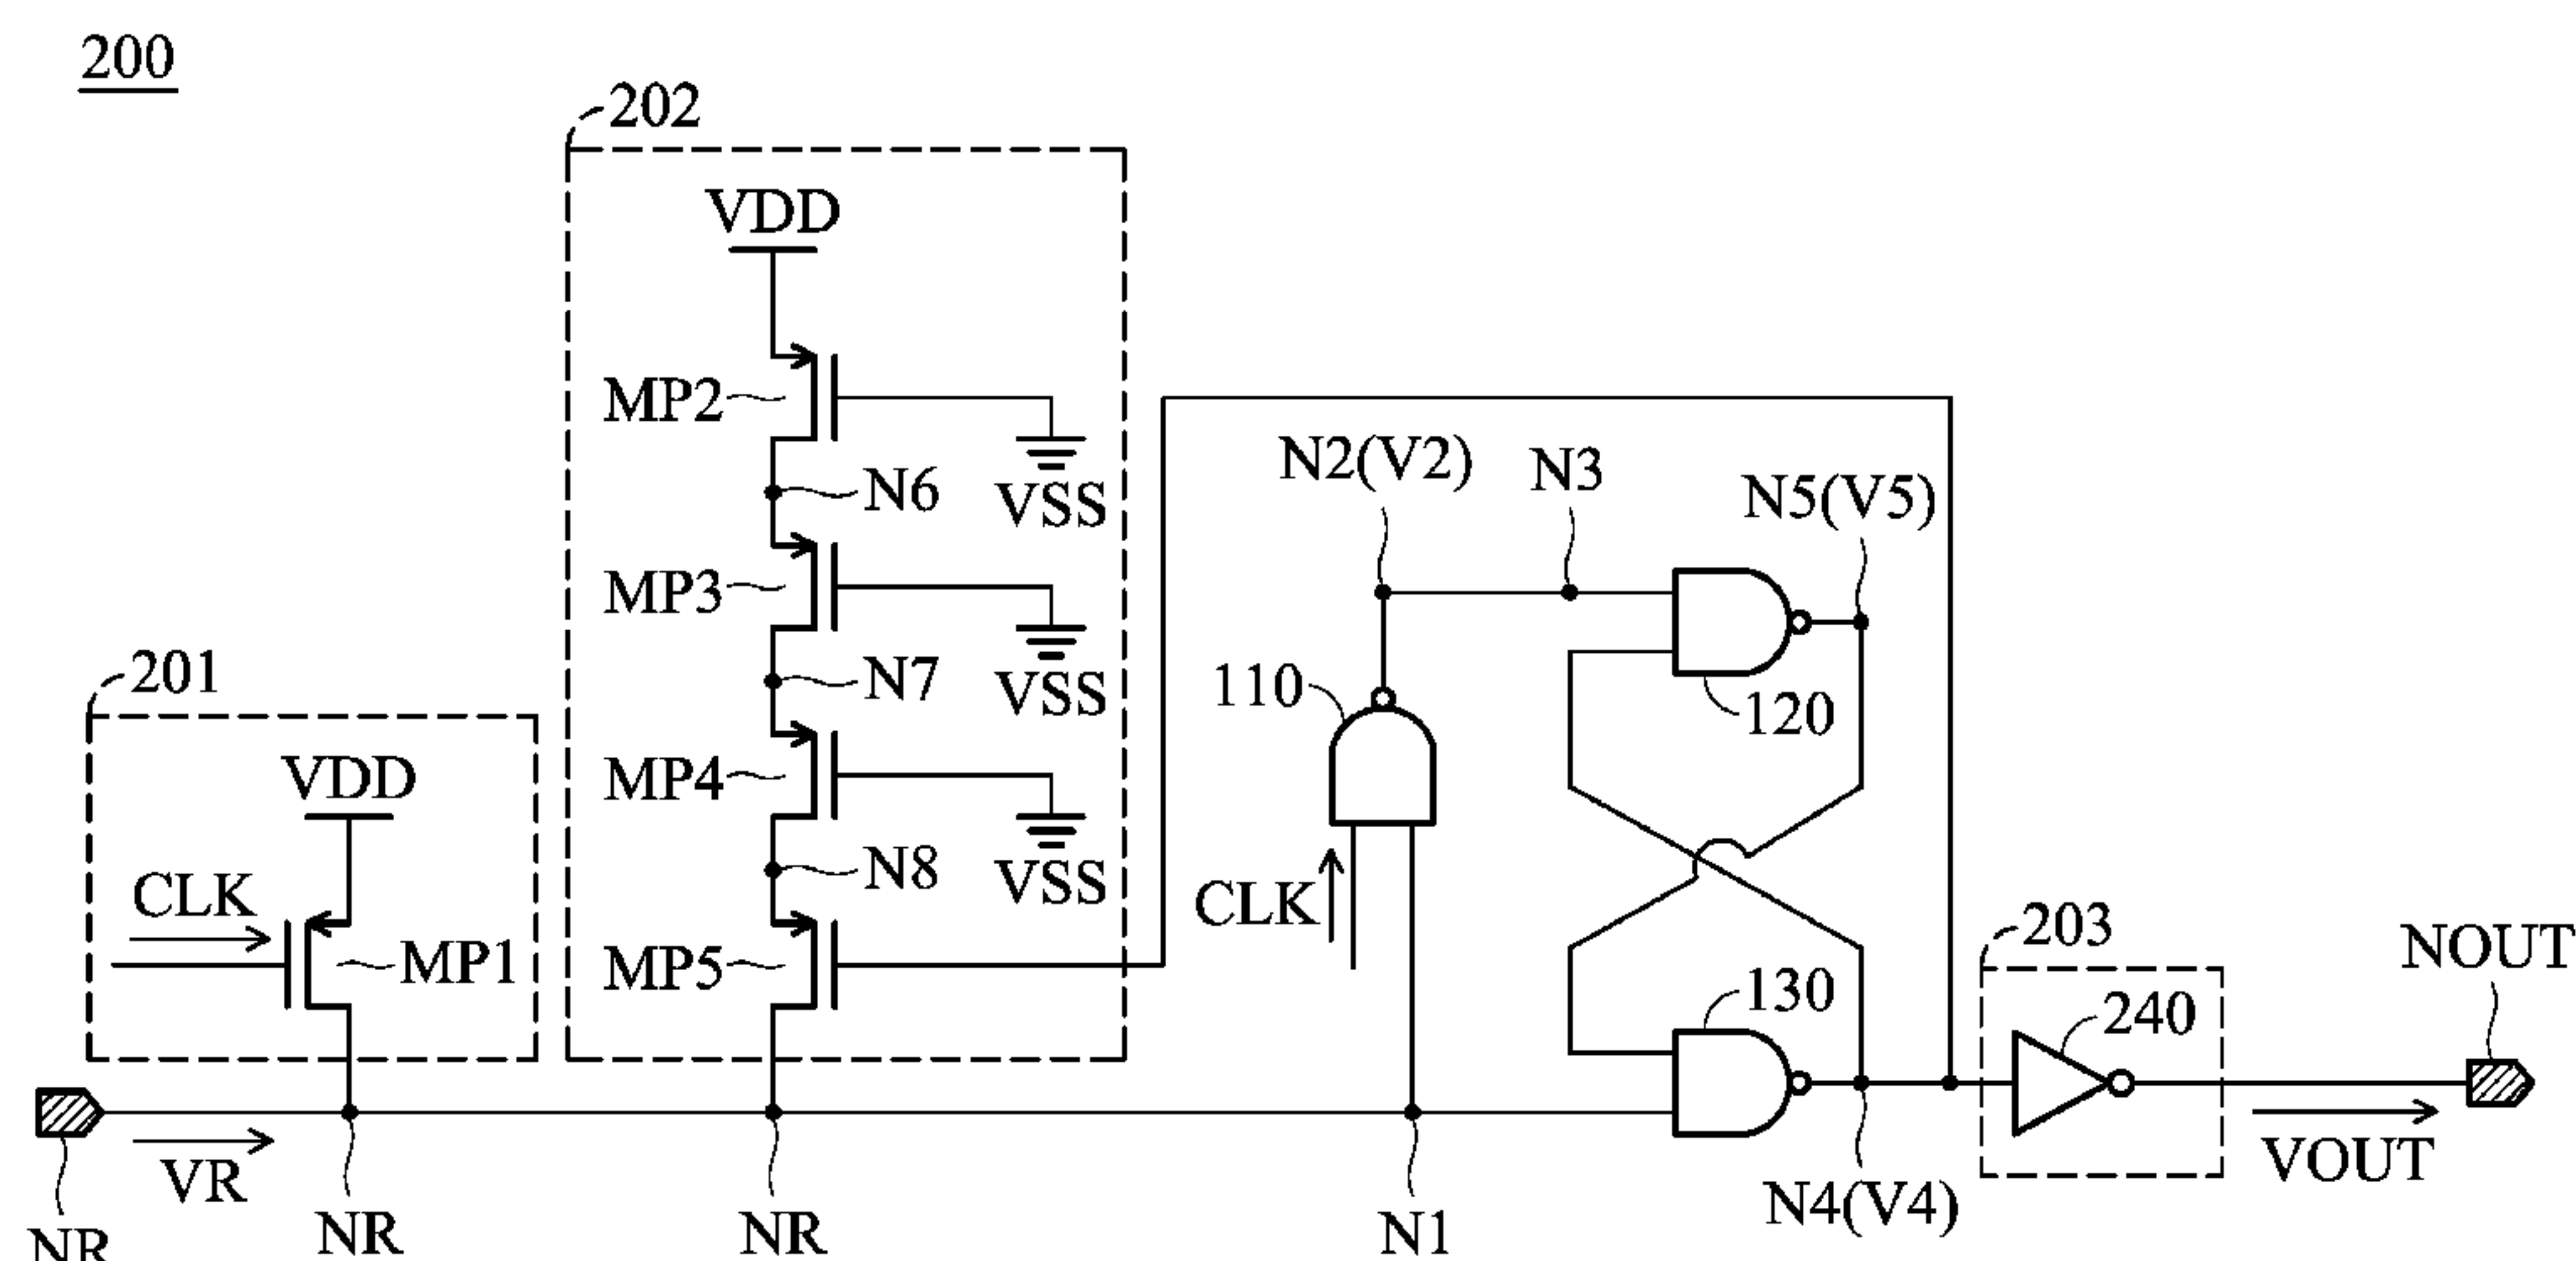 200
202
VDD
MP2
N6
VSS
MP3
N7
VSS
MP4
N8
VSS
MP5
201
VDD
CLK
MP1
NR
VR
NR
NR
N1
N2(V2)
N3
N5(V5)
110
120
CLK
130
N4(V4)
203
240
NOUT
VOUT